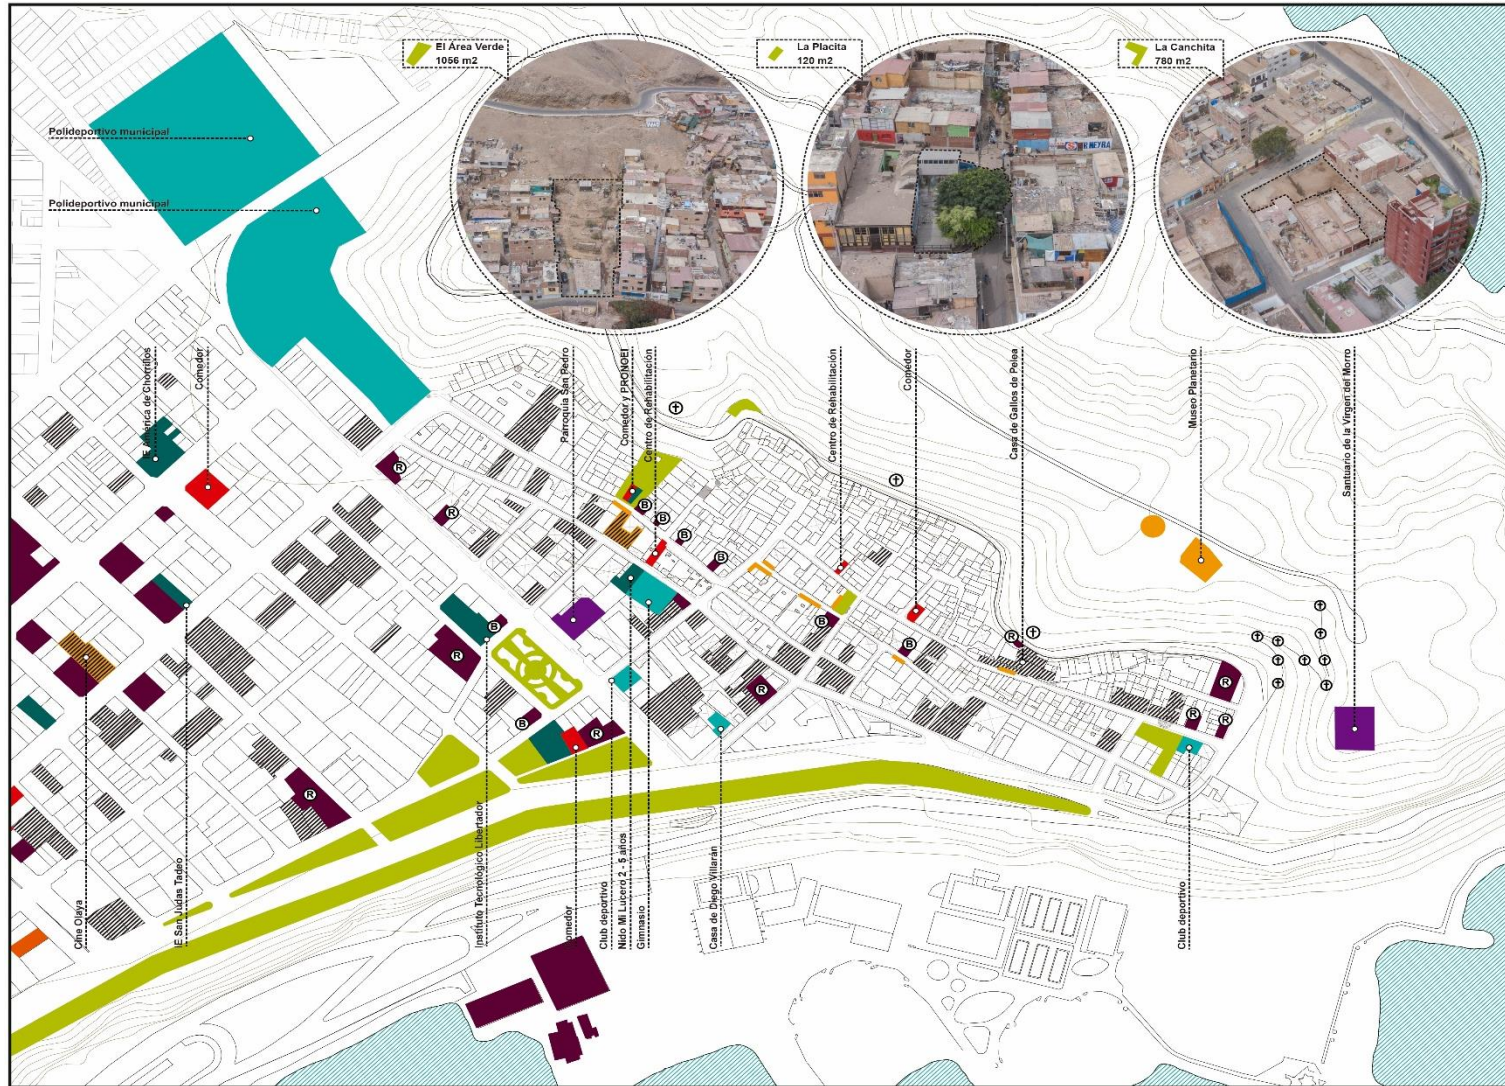 El Área Verde
1056 m2
La Placita
120 m2
La Canchita
780 m2
Polideportivo municipal
Polideportivo municipal
IE América de Chorrillos
Comedor
Parroquia San Pedro
Comedor y PRONOEI
Centro de Rehabilitación
Centro de Rehabilitación
Comedor
Casa de Gallos de Pelea
Museo Planetario
Santuario de la Virgen del Morro
NEYRA
R
R
B
B
B
B
B
R
R
B
R
R
B
B
R
R
R
R
R
Cine Olaya
IE San Judas Tadeo
Instituto Tecnológico Libertador
omedor
Club deportivo
Nido Mi Lucero 2 - 5 años
Gimnasio
Casa de Diego Villarán
Club deportivo